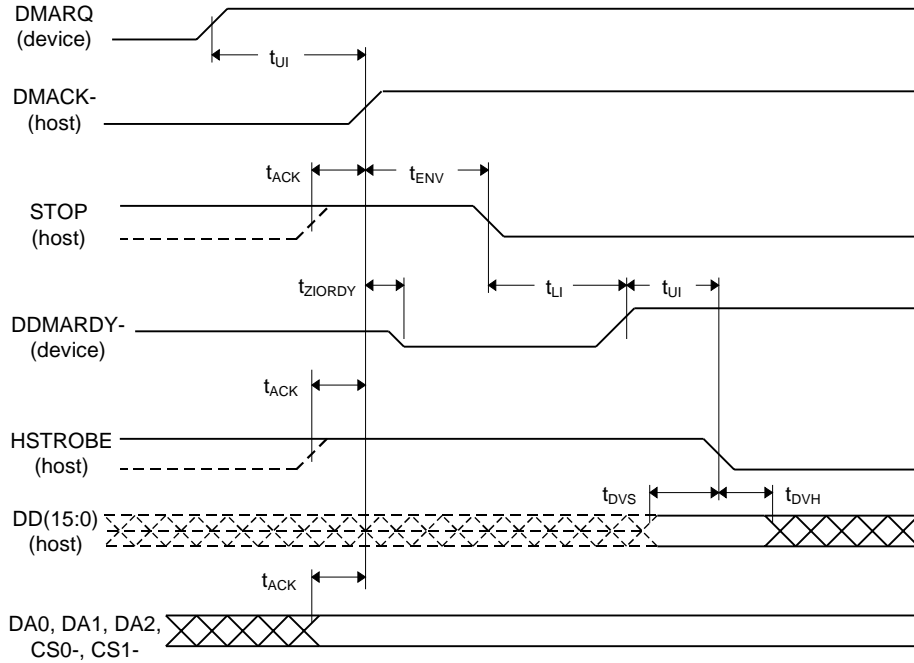 DMARQ
(device)
tUI
DMACK-
(host)
tACK
tENV
STOP
(host)
tZIORDY
tLI
tUI
DDMARDY-
(device)
tACK
HSTROBE
(host)
tDVS
tDVH
DD(15:0)
(host)
tACK
DA0, DA1, DA2,
CS0-, CS1-